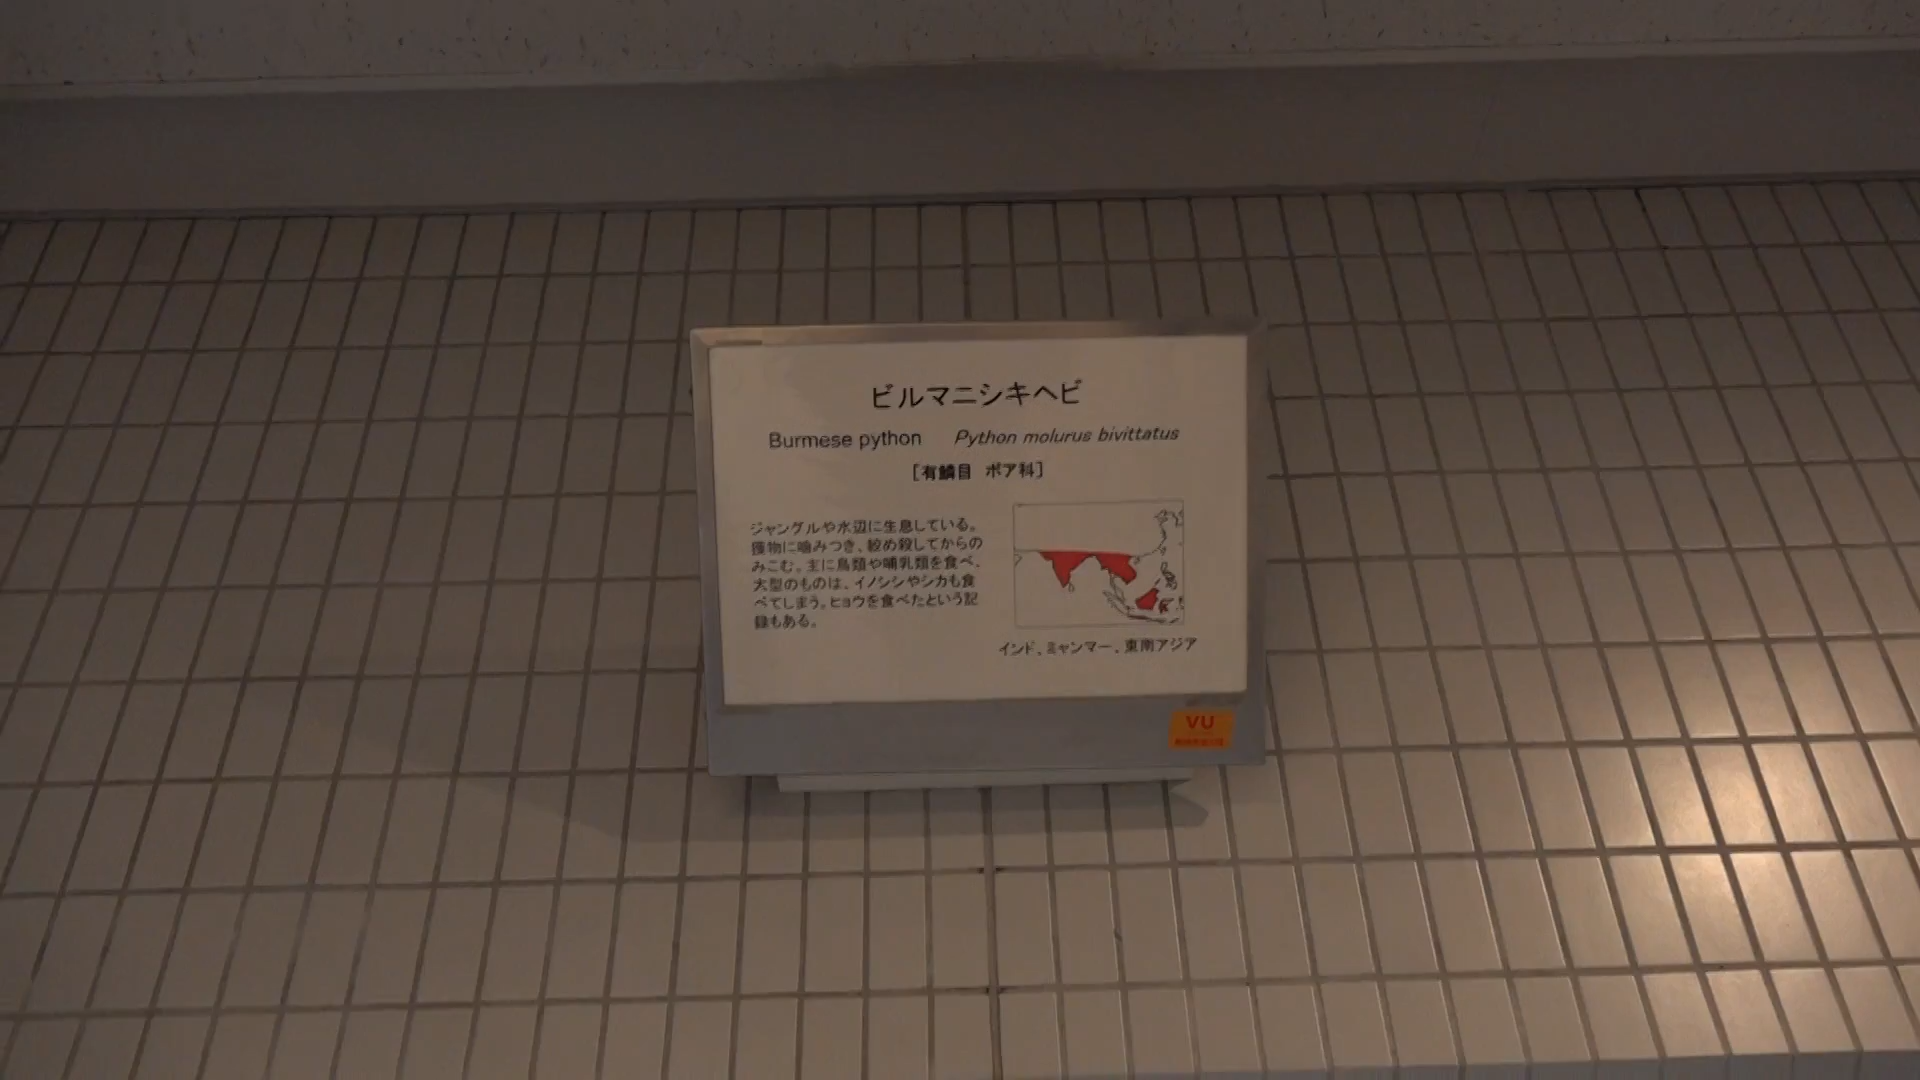 ビルマニシキヘビ
Burmese python Python molurus bivittatus
[有鱗目 ボア科]
ジャングルや水辺に生息している。
獲物に噛みつき、絞め殺してからの
みこむ。主に鳥類や哺乳類を食べ、
大型のものは、イノシシやシカも食
べてしまう。ヒョウを食べたという記
録もある。
インド、ミャンマー、東南アジア
VU